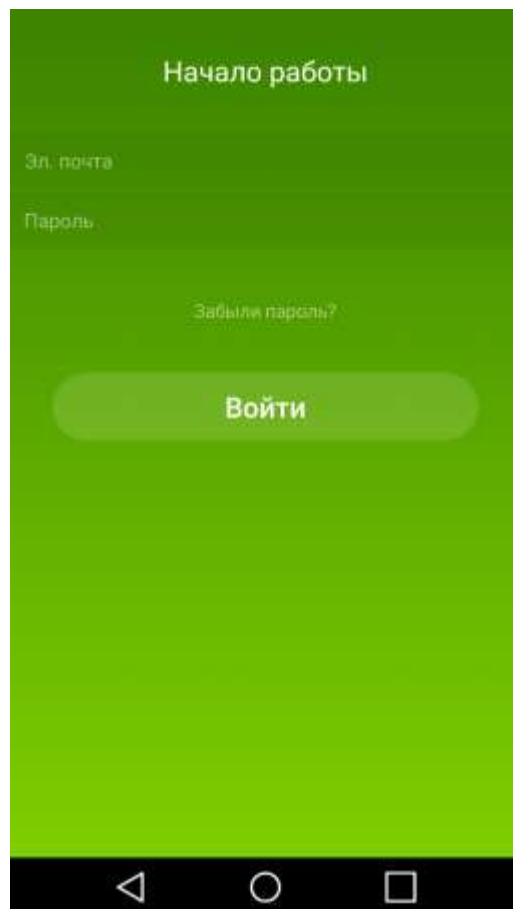 Начало работы
Эл. почта
Пароль
Забыли пароль?
Войти